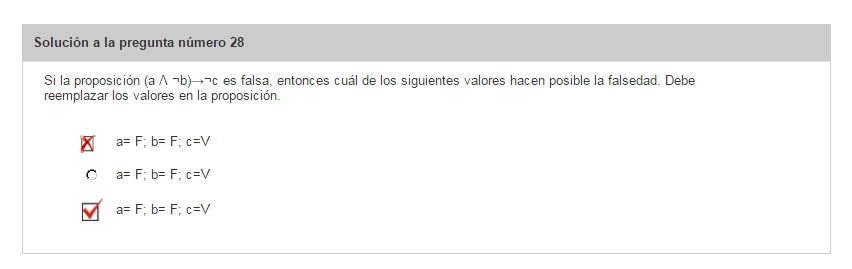 Solución a la pregunta número 28
Si la proposición (a /\ ¬b)→¬c es falsa, entonces cuál de los siguientes valores hacen posible la falsedad. Debe
reemplazar los valores en la proposición.
a= F; b= F; c=V
a= F; b= F; c=V
a= F; b= F; c=V